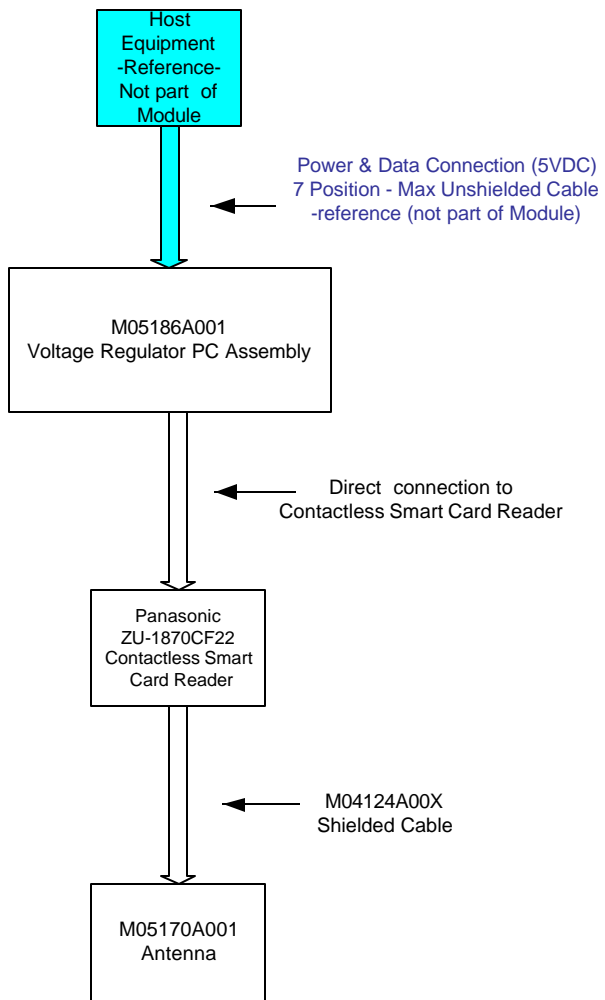 Host
Equipment
-Reference-
Not part of
Module
Power & Data Connection (5VDC)
7 Position - Max Unshielded Cable
-reference (not part of Module)
M05186A001
Voltage Regulator PC Assembly
Direct connection to
Contactless Smart Card Reader
Panasonic
ZU-1870CF22
Contactless Smart
Card Reader
M04124A00X
Shielded Cable
M05170A001
Antenna